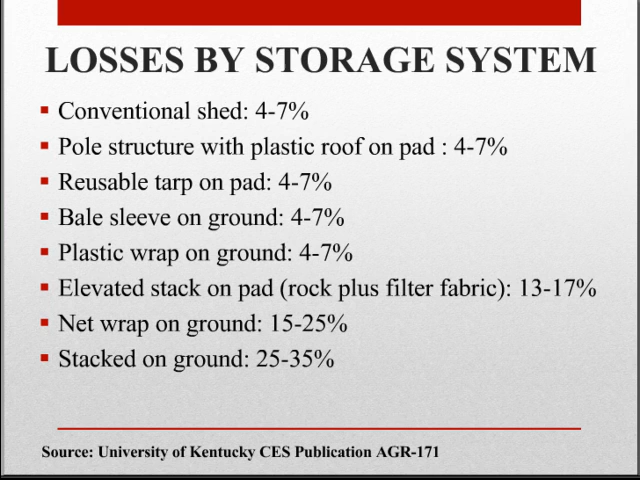 LOSSES BY STORAGE SYSTEM
▪ Conventional shed: 4-7%
▪ Pole structure with plastic roof on pad : 4-7%
▪ Reusable tarp on pad: 4-7%
▪ Bale sleeve on ground: 4-7%
▪ Plastic wrap on ground: 4-7%
▪ Elevated stack on pad (rock plus filter fabric): 13-17%
▪ Net wrap on ground: 15-25%
▪ Stacked on ground: 25-35%
Source: University of Kentucky CES Publication AGR-171